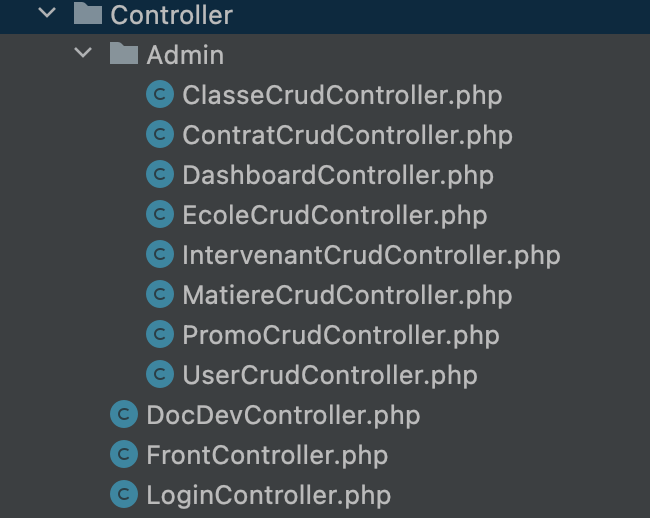 Controller
Admin
C ClasseCrudController.php
C ContratCrudController.php
C DashboardController.php
C EcoleCrudController.php
C IntervenantCrudController.php
C MatiereCrudController.php
C PromoCrudController.php
C UserCrudController.php
C DocDevController.php
C FrontController.php
C LoginController.php